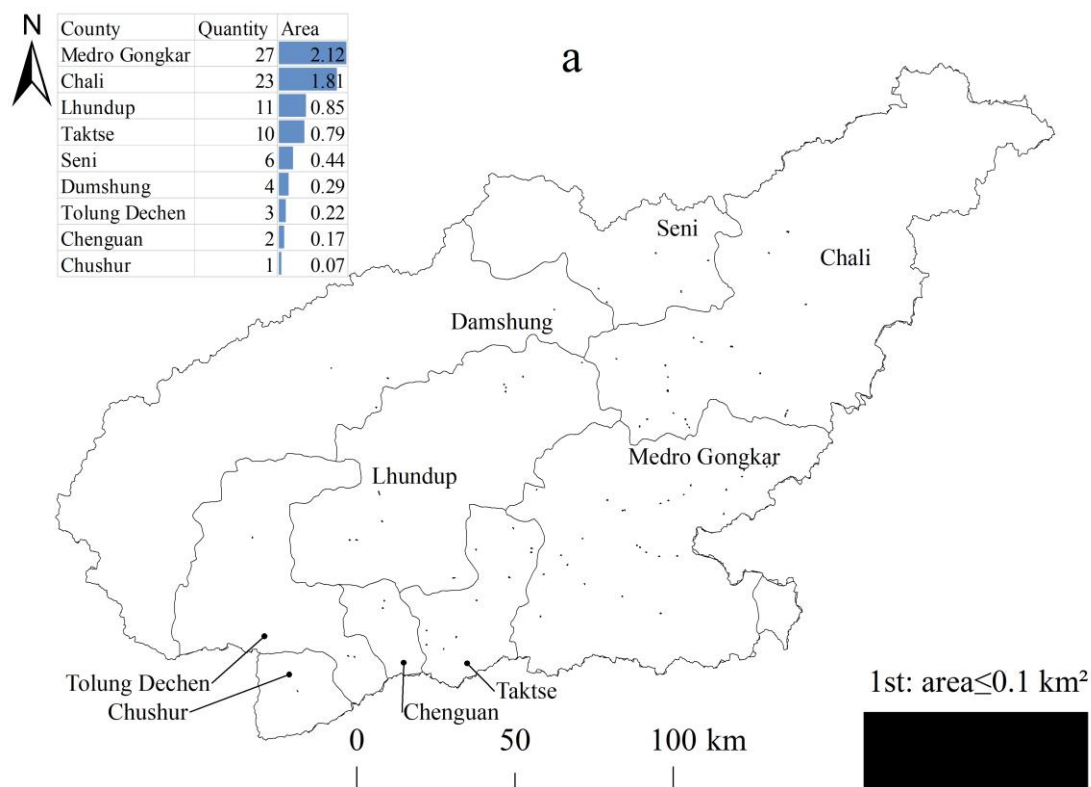 N
County Quantity Area
Medro Gongkar 27 2.12
Chali 23 1.81
Lhundup 11 0.85
Taktse 10 0.79
Seni 6 0.44
Dumshung 4 0.29
Tolung Dechen 3 0.22
Chenguan 2 0.17
Chushur 1 0.07
a
Seni
Chali
Damshung
Medro Gongkar
Lhundup
Tolung Dechen
Chushur
Chenguan
Taktse
1st: area≤0.1 km²
0 50 100 km